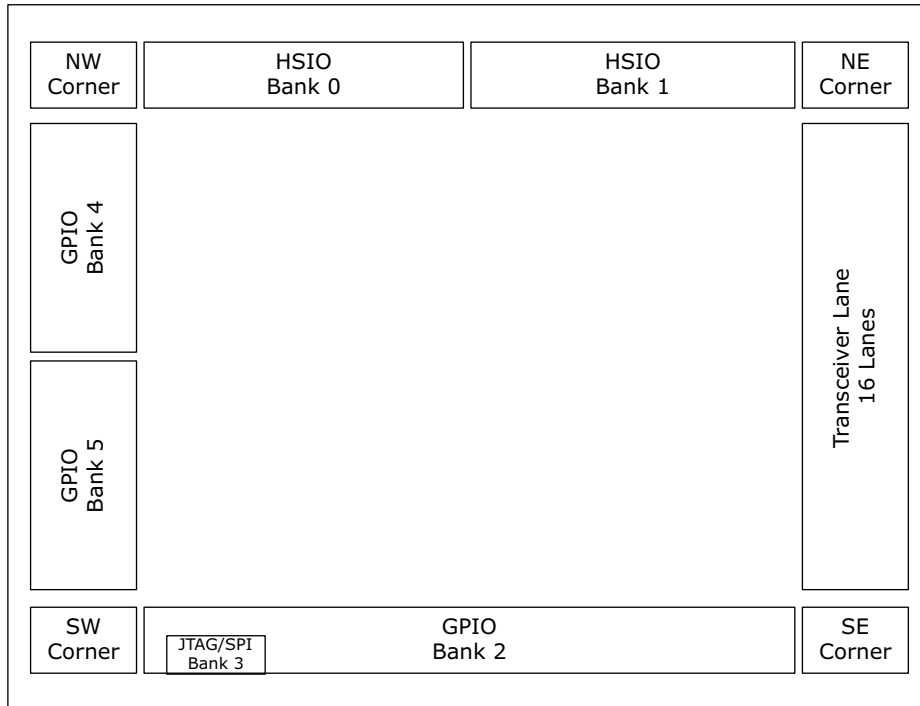 NW
Corner
HSIO
Bank 0
HSIO
Bank 1
NE
Corner
GPIO
Bank 4
GPIO
Bank 5
Transceiver Lane
16 Lanes
SW
Corner
JTAG/SPI
Bank 3
GPIO
Bank 2
SE
Corner